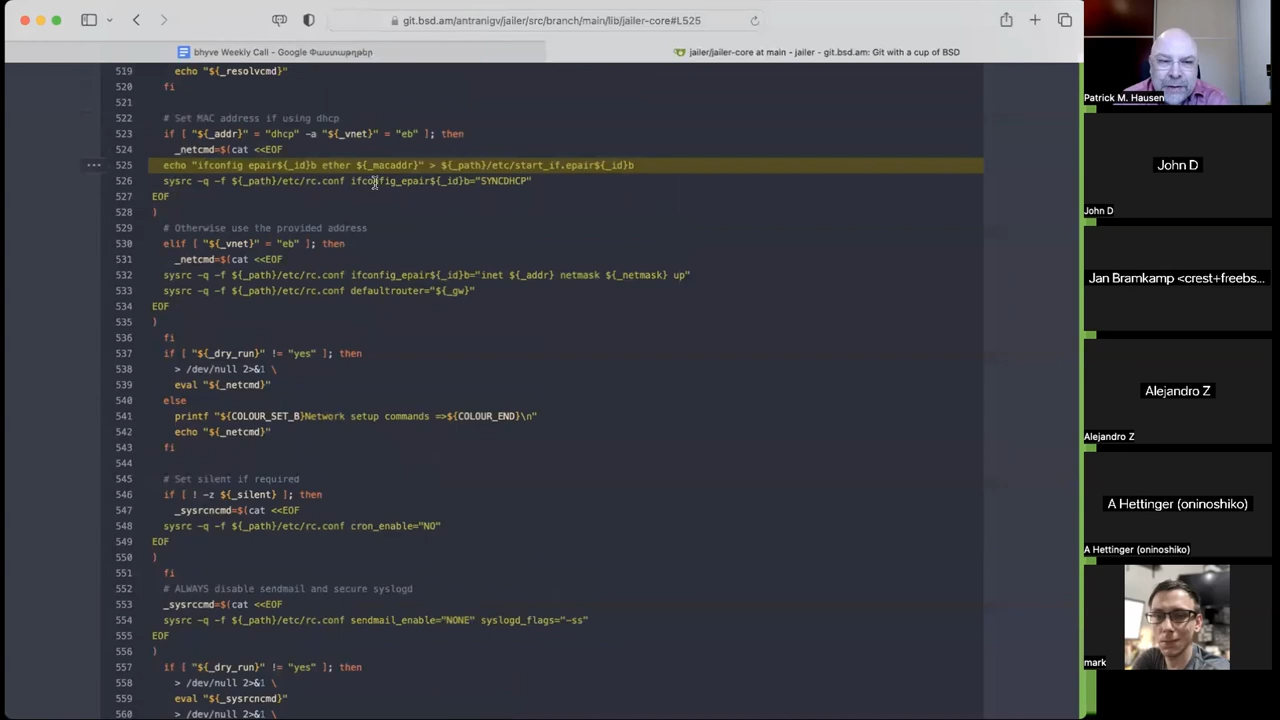 git.bsd.am/antranigv/jailer/src/branch/main/lib/jailer-core#L525
bhyve Weekly Call - Google Փաստաթղթեր
jailer/jailer-core at main - jailer - git.bsd.am: Git with a cup of BSD
519 echo "${_resolvcmd}"
520 fi
521
522 # Set MAC address if using dhcp
523 if [ "${_addr}" = "dhcp" -a "${_vnet}" = "eb" ]; then
524 _netcmd=$(cat <<EOF
525 echo "ifconfig epair${_id}b ether ${_macaddr}" > ${_path}/etc/start_if.epair${_id}b
526 sysrc -q -f ${_path}/etc/rc.conf ifconfig_epair${_id}b="SYNCDHCP"
527 EOF
528 )
529 # Otherwise use the provided address
530 elif [ "${_vnet}" = "eb" ]; then
531 _netcmd=$(cat <<EOF
532 sysrc -q -f ${_path}/etc/rc.conf ifconfig_epair${_id}b="inet ${_addr} netmask ${_netmask} up"
533 sysrc -q -f ${_path}/etc/rc.conf defaultrouter="${_gw}"
534 EOF
535 )
536 fi
537 if [ "${_dry_run}" != "yes" ]; then
538 > /dev/null 2>&1 \
539 eval "${_netcmd}"
540 else
541 printf "${COLOUR_SET_B}Network setup commands =>${COLOUR_END}\n"
542 echo "${_netcmd}"
543 fi
544
545 # Set silent if required
546 if [ ! -z ${_silent} ]; then
547 _sysrcncmd=$(cat <<EOF
548 sysrc -q -f ${_path}/etc/rc.conf cron_enable="NO"
549 EOF
550 )
551 fi
552 # ALWAYS disable sendmail and secure syslogd
553 _sysrccmd=$(cat <<EOF
554 sysrc -q -f ${_path}/etc/rc.conf sendmail_enable="NONE" syslogd_flags="-ss"
555 EOF
556 )
557 if [ "${_dry_run}" != "yes" ]; then
558 > /dev/null 2>&1 \
559 eval "${_sysrcncmd}"
560 > /dev/null 2>&1 \
Patrick M. Hausen
John D
John D
Jan Bramkamp <crest+freebs...
Alejandro Z
Alejandro Z
A Hettinger (oninoshiko)
A Hettinger (oninoshiko)
mark